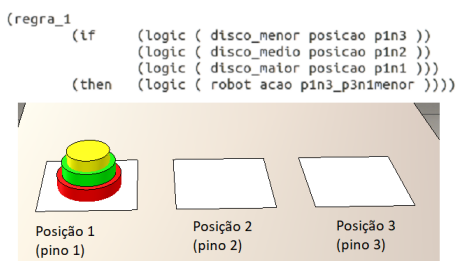 (regra_1
(if (logic ( disco_menor posicao p1n3 ))
(logic ( disco_medio posicao p1n2 ))
(logic ( disco_maior posicao p1n1 )))
(then (logic ( robot acao p1n3_p3n1menor ))))
Posição 1
(pino 1)
Posição 2
(pino 2)
Posição 3
(pino 3)